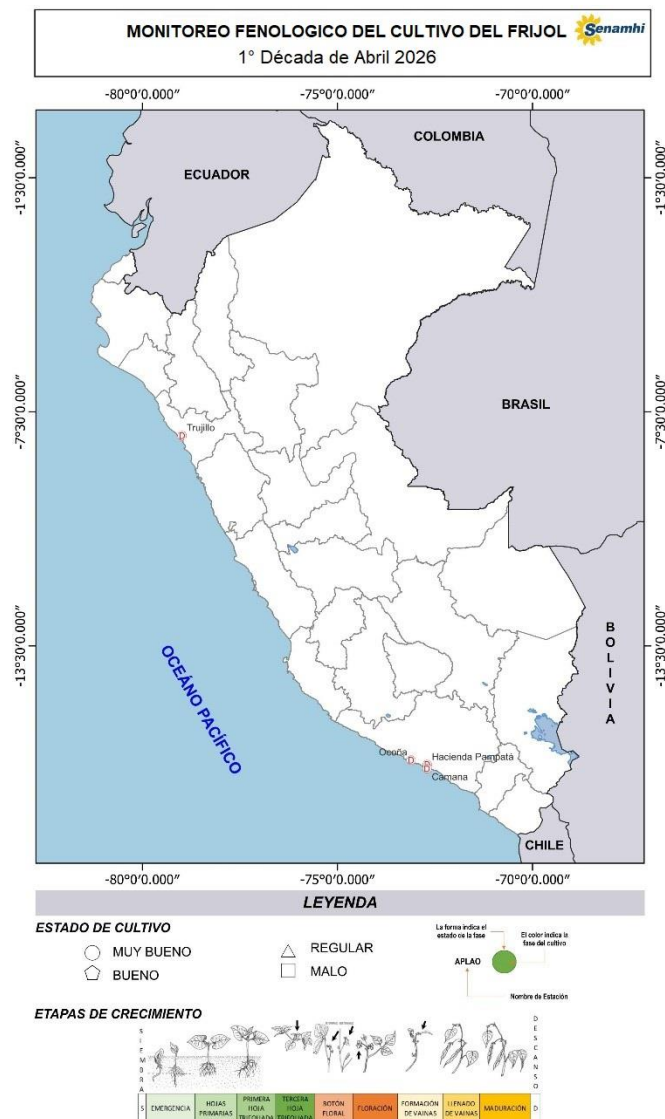 MONITOREO FENOLOGICO DEL CULTIVO DEL FRIJOL
Senamhi
1° Década de Abril 2026
-80°0'0.000" -75°0'0.000" -70°0'0.000"
COLOMBIA
ECUADOR
-1°30'0.000" -1°30'0.000"
BRASIL
-7°30'0.000" -7°30'0.000"
Trujillo
D
BOLIVIA
-13°30'0.000" -13°30'0.000"
OCEÁNO PACÍFICO
Ocoña
D
Hacienda Pampata
D
Camana
D
CHILE
-80°0'0.000" -75°0'0.000" -70°0'0.000"
LEYENDA
ESTADO DE CULTIVO
MUY BUENO
BUENO
REGULAR
MALO
La forma indica el
estado de la fase
El color indica la
fase del cultivo
APLAO
Nombre de Estación
ETAPAS DE CRECIMIENTO
SIEMBRA
DESCANSO
S
EMERGENCIA
HOJAS
PRIMARIAS
PRIMERA
HOJA
TRIFOLIADA
TERCERA
HOJA
TRIFOLIADA
BOTÓN
FLORAL
FLORACIÓN
FORMACIÓN
DE VAINAS
LLENADO
DE VAINAS
MADURACIÓN
D